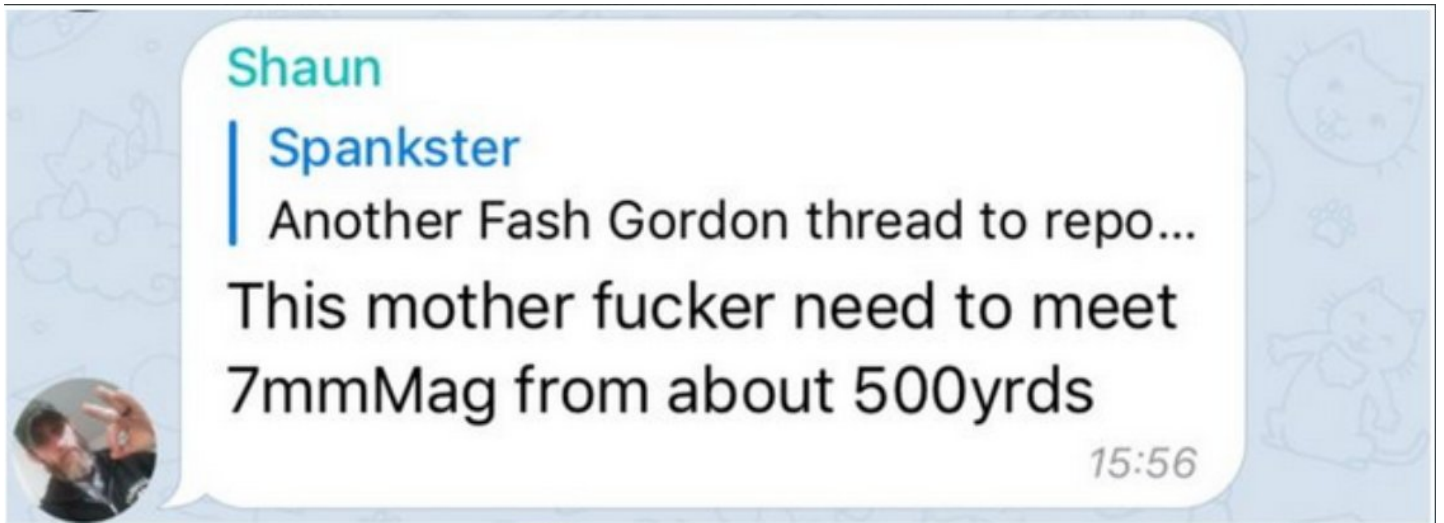 Shaun
Spankster
Another Fash Gordon thread to repo...
This mother fucker need to meet
7mmMag from about 500yrds
15:56